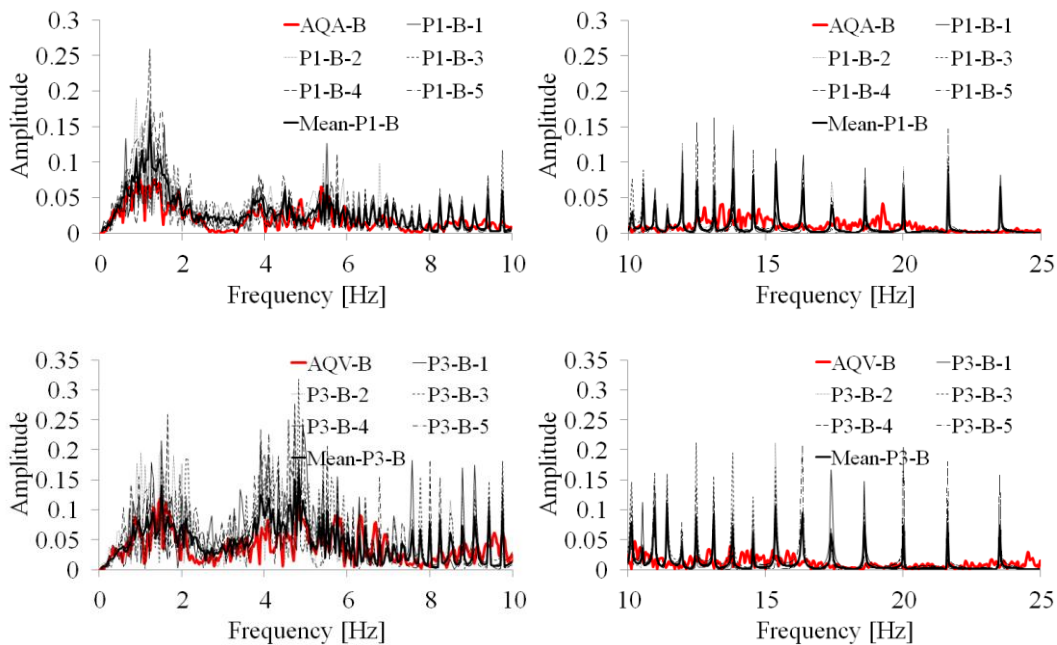 0.3
0.25
0.2
0.15
0.1
0.05
0
Amplitude
AQA-B P1-B-1
P1-B-2 P1-B-3
P1-B-4 P1-B-5
Mean-P1-B
0 2 4 6 8 10
Frequency [Hz]
0.3
0.25
0.2
0.15
0.1
0.05
0
Amplitude
AQA-B P1-B-1
P1-B-2 P1-B-3
P1-B-4 P1-B-5
Mean-P1-B
10 15 20 25
Frequency [Hz]
0.35
0.3
0.25
0.2
0.15
0.1
0.05
0
Amplitude
AQV-B P3-B-1
P3-B-2 P3-B-3
P3-B-4 P3-B-5
Mean-P3-B
0 2 4 6 8 10
Frequency [Hz]
0.35
0.3
0.25
0.2
0.15
0.1
0.05
0
Amplitude
AQV-B P3-B-1
P3-B-2 P3-B-3
P3-B-4 P3-B-5
Mean-P3-B
10 15 20 25
Frequency [Hz]